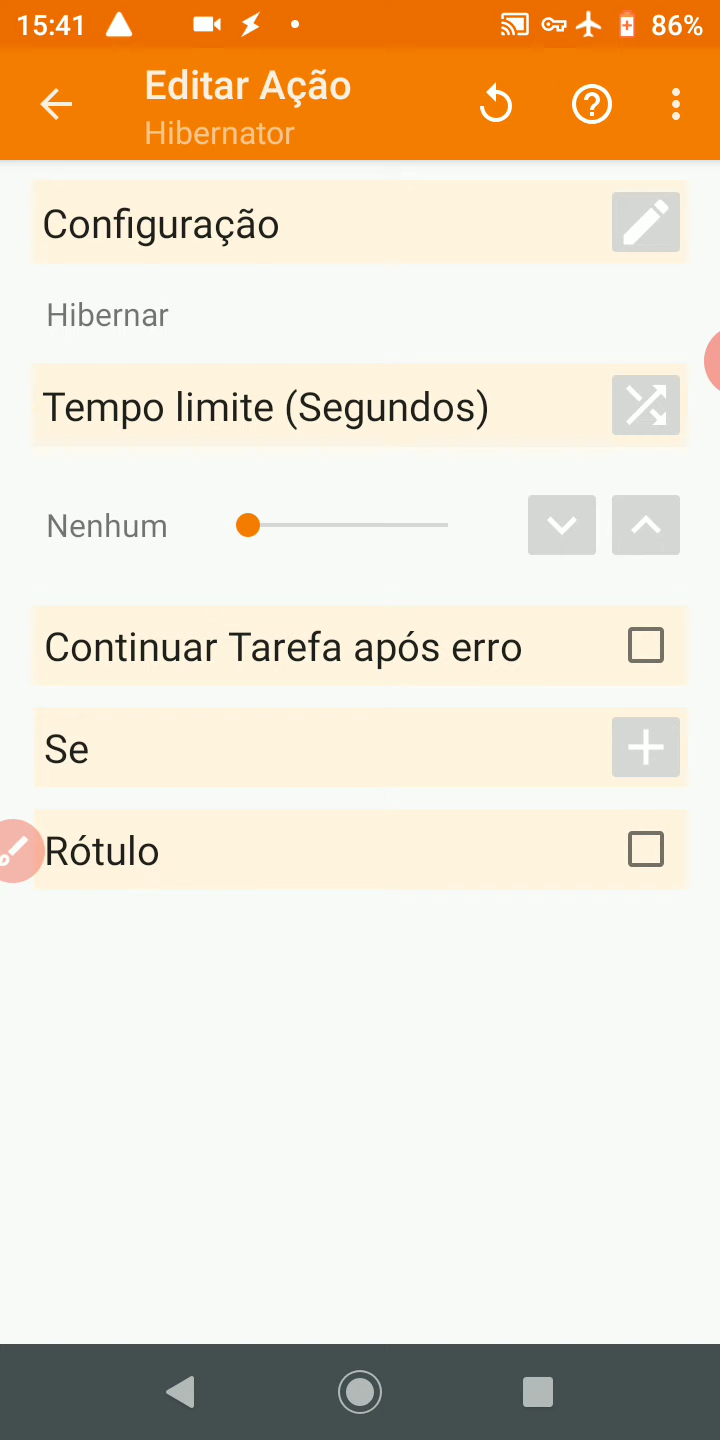 15:41
86%
Editar Ação
Hibernator
Configuração
Hibernar
Tempo limite (Segundos)
Nenhum
Continuar Tarefa após erro
Se
Rótulo